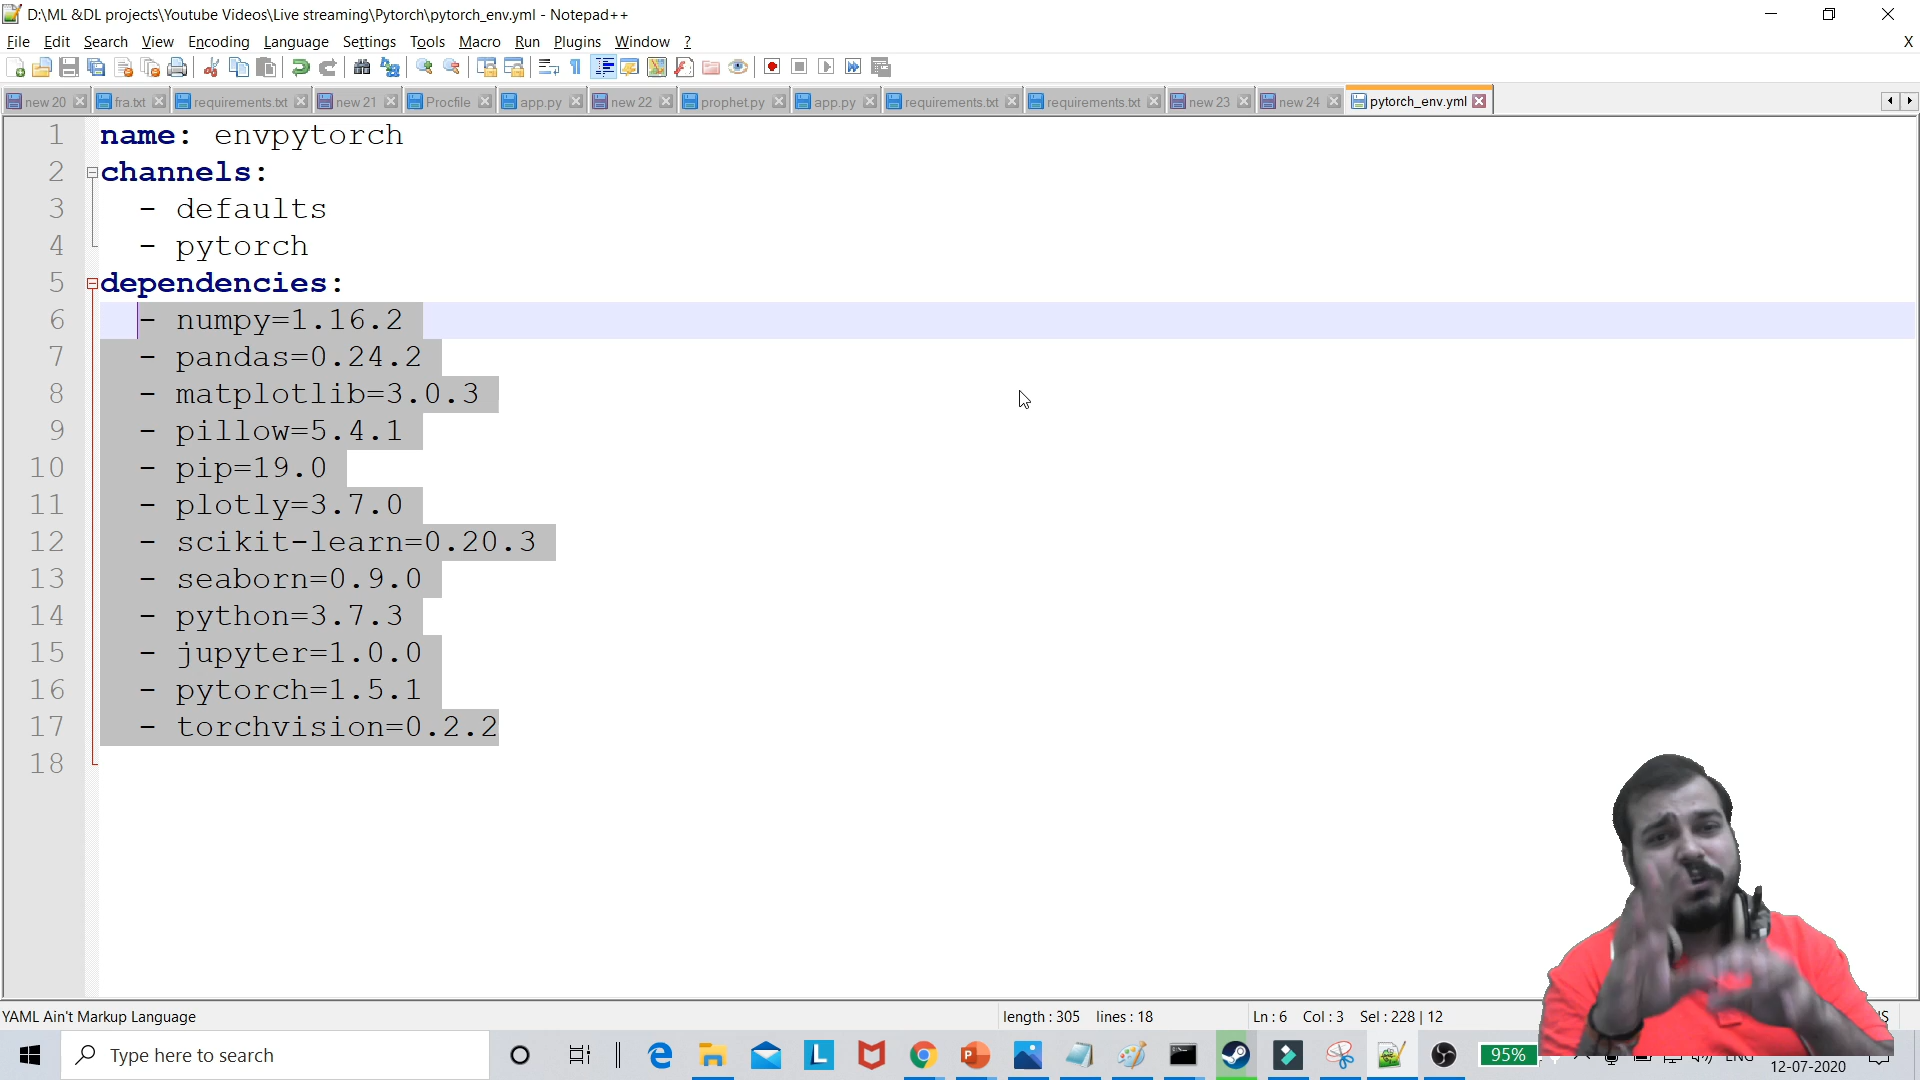 D:\ML &DL projects\Youtube Videos\Live streaming\Pytorch\pytorch_env.yml - Notepad++
File Edit Search View Encoding Language Settings Tools Macro Run Plugins Window ? X
new 20 fra.txt requirements.txt new 21 Procfile app.py new 22 prophet.py app.py requirements.txt requirements.txt new 23 new 24 pytorch_env.yml
1 name: envpytorch
2 channels:
3 - defaults
4 - pytorch
5 dependencies:
6 - numpy=1.16.2
7 - pandas=0.24.2
8 - matplotlib=3.0.3
9 - pillow=5.4.1
10 - pip=19.0
11 - plotly=3.7.0
12 - scikit-learn=0.20.3
13 - seaborn=0.9.0
14 - python=3.7.3
15 - jupyter=1.0.0
16 - pytorch=1.5.1
17 - torchvision=0.2.2
18
YAML Ain't Markup Language length : 305 lines : 18 Ln : 6 Col : 3 Sel : 228 | 12
Type here to search 95% ENG
12-07-2020